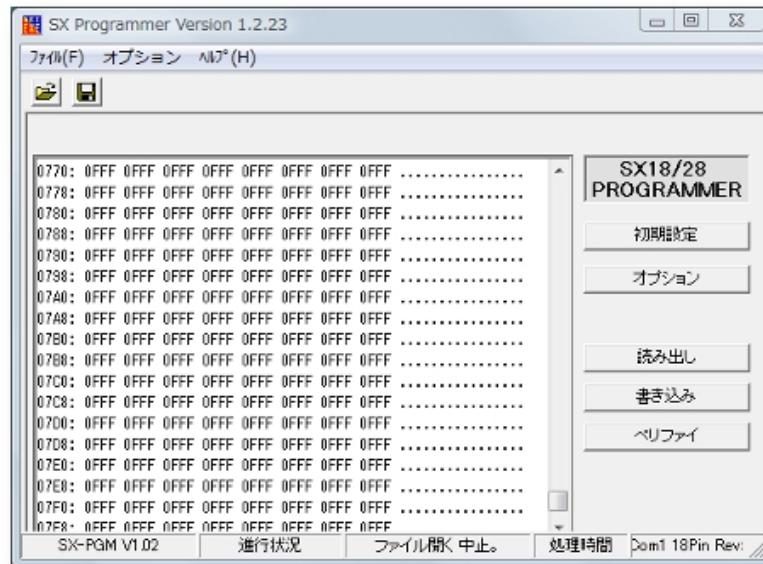 SX Programmer Version 1.2.23
ﾌｧｲﾙ(F) オプション ﾍﾙﾌﾟ(H)
0770: 0FFF 0FFF 0FFF 0FFF 0FFF 0FFF 0FFF 0FFF ................
0778: 0FFF 0FFF 0FFF 0FFF 0FFF 0FFF 0FFF 0FFF ................
0780: 0FFF 0FFF 0FFF 0FFF 0FFF 0FFF 0FFF 0FFF ................
0788: 0FFF 0FFF 0FFF 0FFF 0FFF 0FFF 0FFF 0FFF ................
0790: 0FFF 0FFF 0FFF 0FFF 0FFF 0FFF 0FFF 0FFF ................
0798: 0FFF 0FFF 0FFF 0FFF 0FFF 0FFF 0FFF 0FFF ................
07A0: 0FFF 0FFF 0FFF 0FFF 0FFF 0FFF 0FFF 0FFF ................
07A8: 0FFF 0FFF 0FFF 0FFF 0FFF 0FFF 0FFF 0FFF ................
07B0: 0FFF 0FFF 0FFF 0FFF 0FFF 0FFF 0FFF 0FFF ................
07B8: 0FFF 0FFF 0FFF 0FFF 0FFF 0FFF 0FFF 0FFF ................
07C0: 0FFF 0FFF 0FFF 0FFF 0FFF 0FFF 0FFF 0FFF ................
07C8: 0FFF 0FFF 0FFF 0FFF 0FFF 0FFF 0FFF 0FFF ................
07D0: 0FFF 0FFF 0FFF 0FFF 0FFF 0FFF 0FFF 0FFF ................
07D8: 0FFF 0FFF 0FFF 0FFF 0FFF 0FFF 0FFF 0FFF ................
07E0: 0FFF 0FFF 0FFF 0FFF 0FFF 0FFF 0FFF 0FFF ................
07E8: 0FFF 0FFF 0FFF 0FFF 0FFF 0FFF 0FFF 0FFF ................
07F0: 0FFF 0FFF 0FFF 0FFF 0FFF 0FFF 0FFF 0FFF ................
07F8: 0FFF 0FFF 0FFF 0FFF 0FFF 0FFF 0FFF 0FFF
SX18/28
PROGRAMMER
初期設定
オプション
読み出し
書き込み
ベリファイ
SX-PGM V1.02 進行状況 ファイル開く 中止。 処理時間 Com1 18Pin Rev: